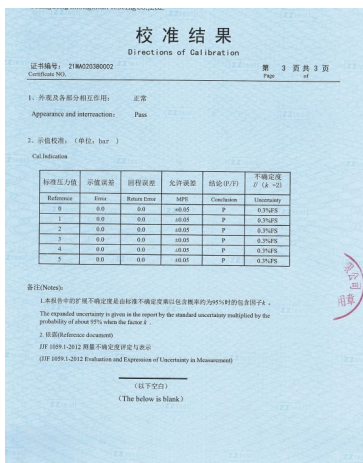 校 准 结 果
Directions of Calibration
证书编号: 21MA020380002 第 3 页共 3 页
Certificate NO. Page of
1、外观及各部分相互作用: 正常
Appearance and interreaction: Pass
2、示值校准: (单位: bar )
Cal.Indication
标准压力值 示值误差 回程误差 允许误差 结论(P/F) 不确定度 U (k =2)
Reference Error Return Error MPE Conclusion Uncertainty
0 0.0 0.0 ±0.05 P 0.3%FS
1 0.0 0.0 ±0.05 P 0.3%FS
2 0.0 0.0 ±0.05 P 0.3%FS
3 0.0 0.0 ±0.05 P 0.3%FS
4 0.0 0.0 ±0.05 P 0.3%FS
5 0.0 0.0 ±0.05 P 0.3%FS
备注(Notes):
1.本报告中的扩展不确定度是由标准不确定度乘以包含概率约为95%时的包含因子k 。
The expanded uncertainty is given in the report by the standard uncertainty multiplied by the
probability of about 95% when the factor k .
2. 依据(Reference document)
JJF 1059.1-2012 测量不确定度评定与表示
(JJF 1059.1-2012 Evaluation and Expression of Uncertainty in Measurement)
(以下空白)
(The below is blank)
限公司
用章